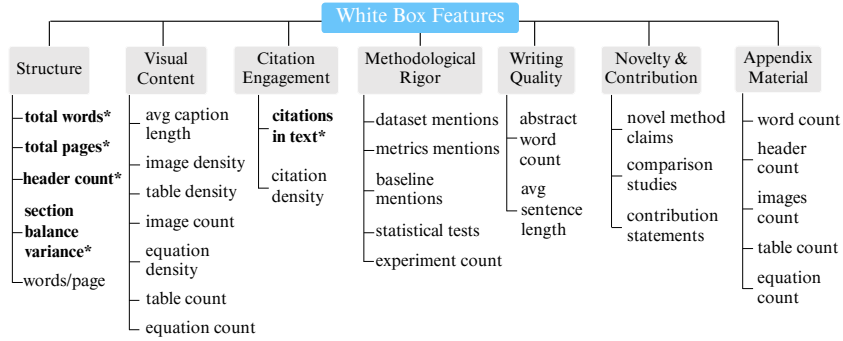 White Box Features
Structure
total words*
total pages*
header count*
section
balance
variance*
words/page
Visual
Content
avg caption
length
image density
table density
image count
equation
density
table count
equation count
Citation
Engagement
citations
in text*
citation
density
Methodological
Rigor
dataset mentions
metrics mentions
baseline
mentions
statistical tests
experiment count
Writing
Quality
abstract
word
count
avg
sentence
length
Novelty &
Contribution
novel method
claims
comparison
studies
contribution
statements
Appendix
Material
word count
header
count
images
count
table count
equation
count